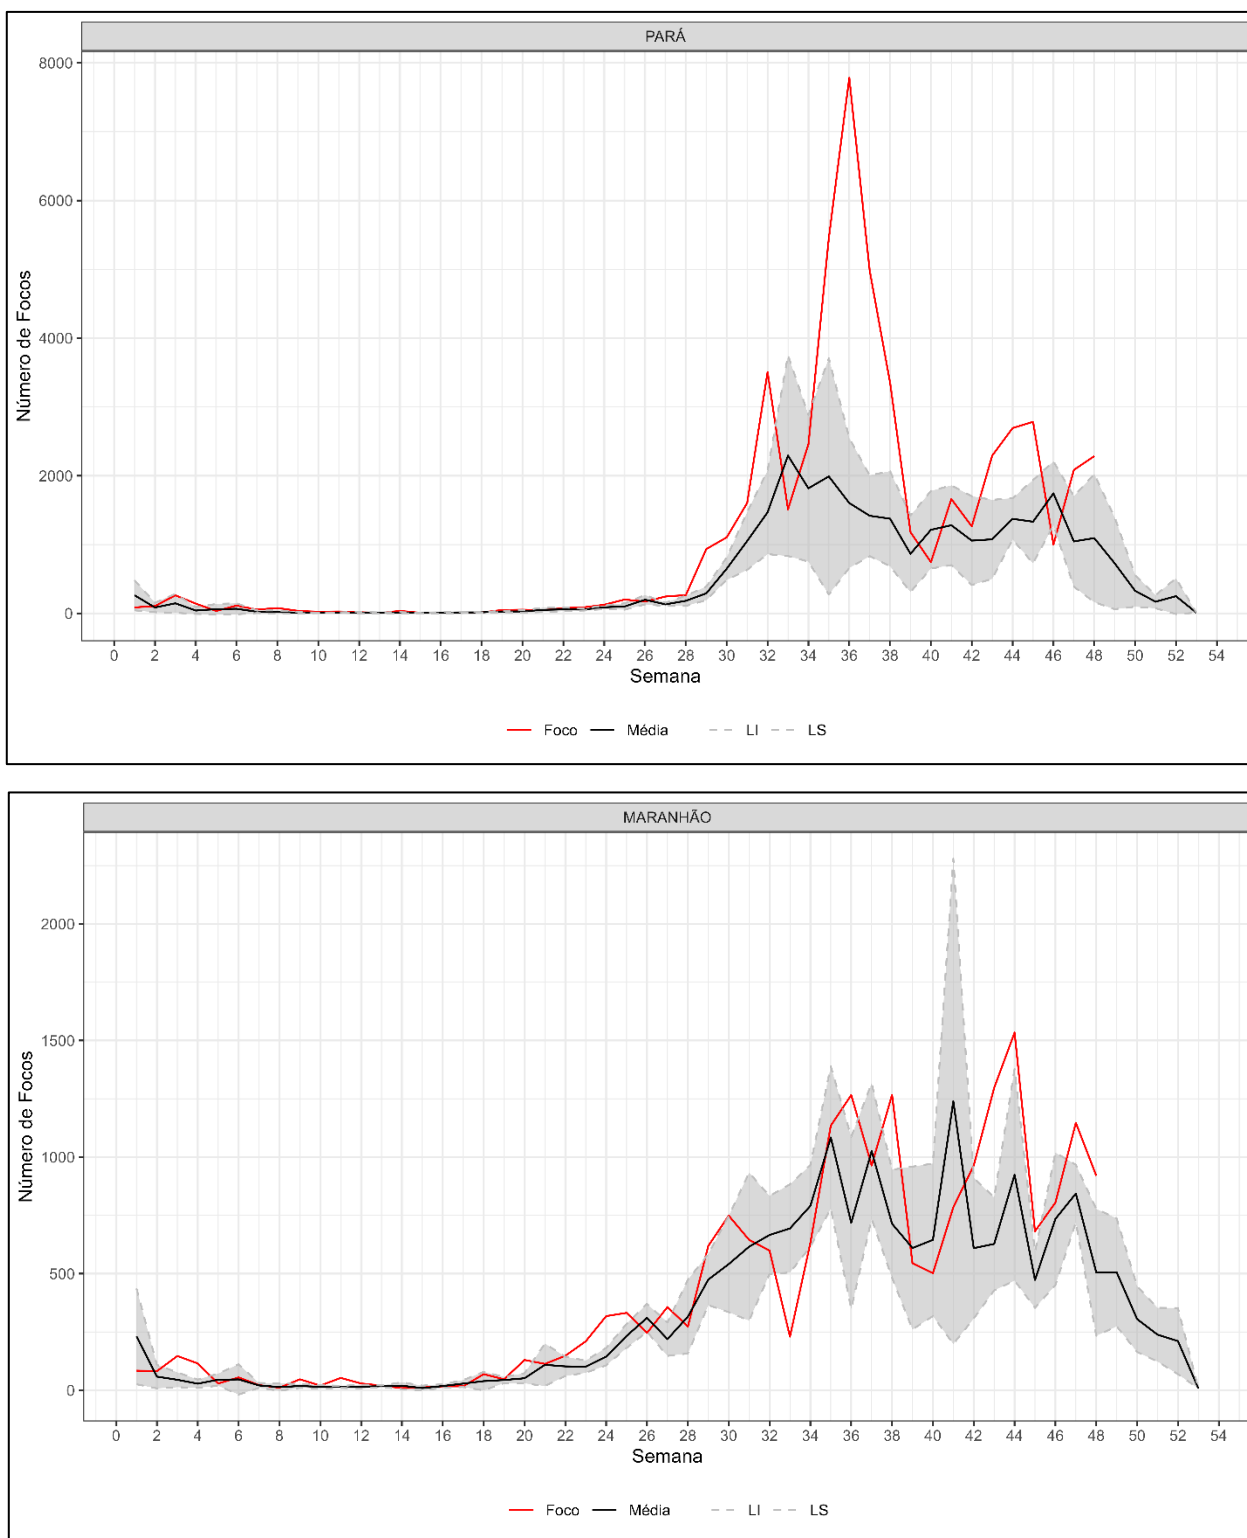 PARÁ
8000
6000
4000
2000
0
Número de Focos
0 2 4 6 8 10 12 14 16 18 20 22 24 26 28 30 32 34 36 38 40 42 44 46 48 50 52 54
Semana
Foco Média LI LS
MARANHÃO
2000
1500
1000
500
0
Número de Focos
0 2 4 6 8 10 12 14 16 18 20 22 24 26 28 30 32 34 36 38 40 42 44 46 48 50 52 54
Semana
Foco Média LI LS